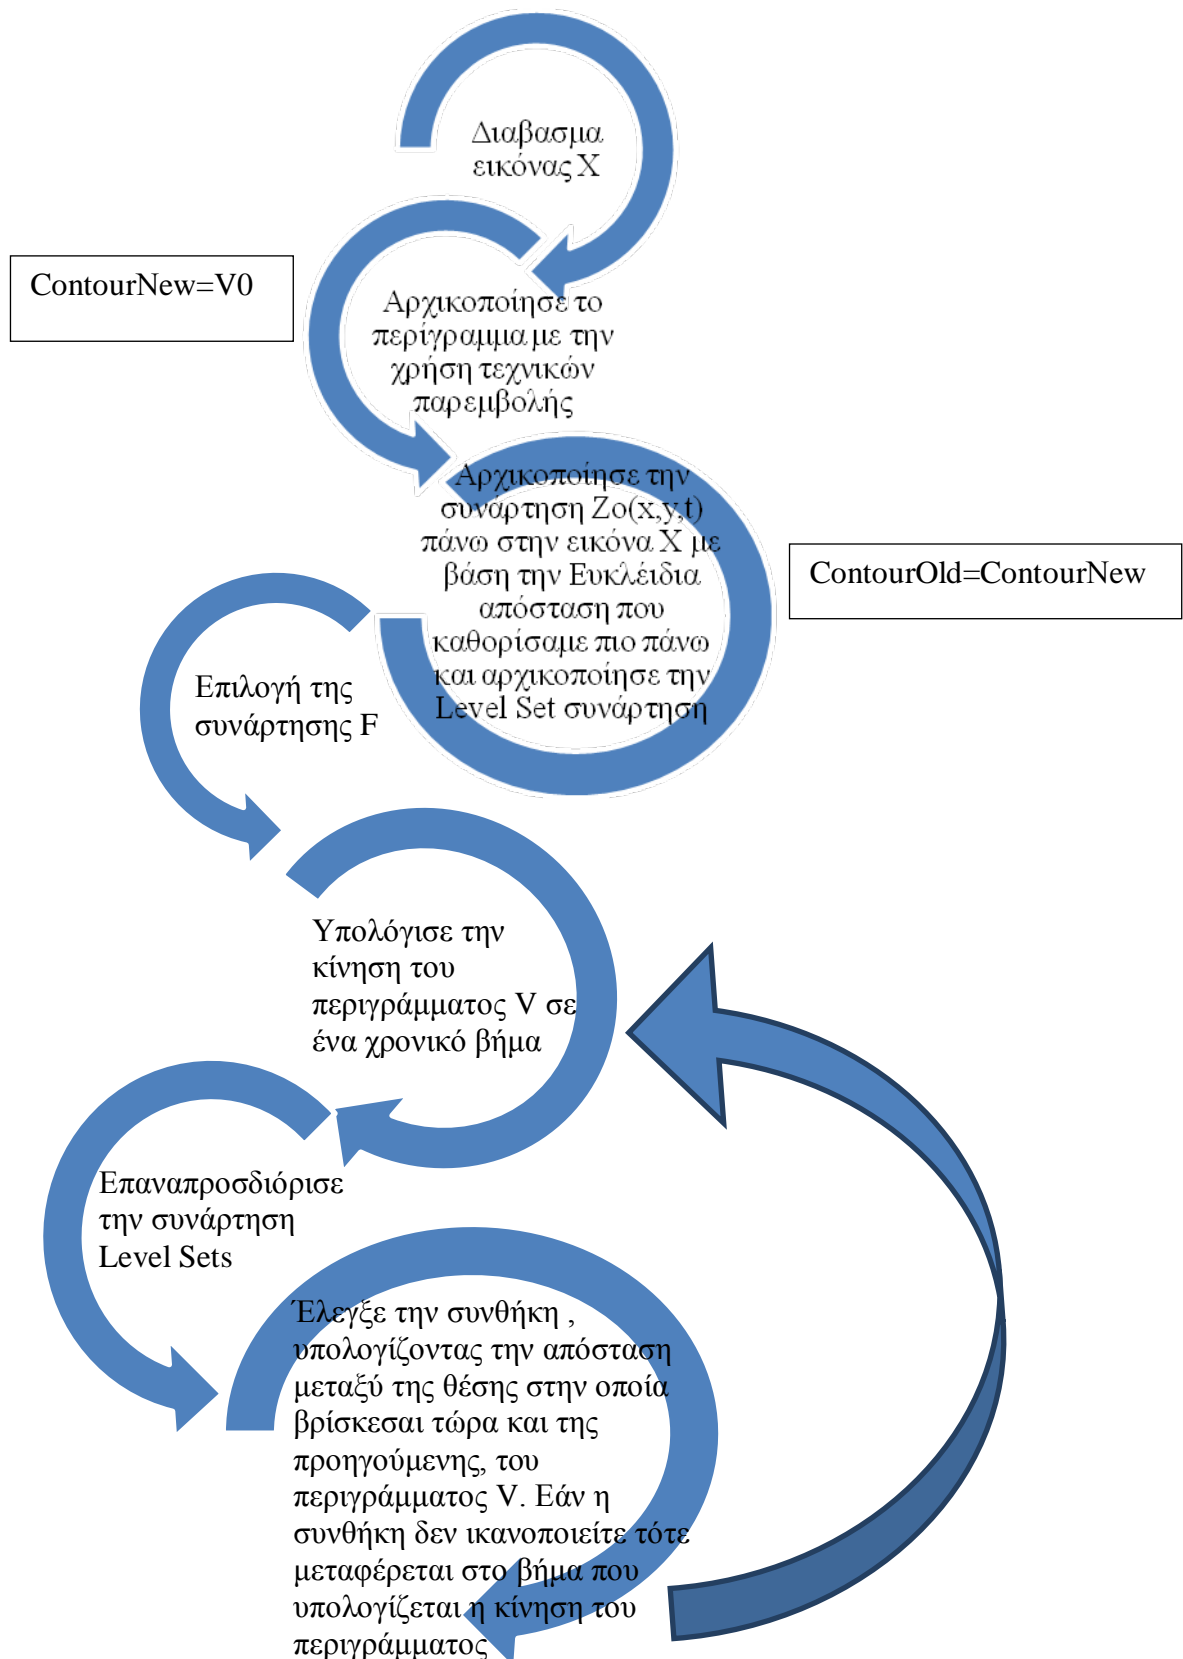 Διαβασμα
εικόνας X
ContourNew=V0
Αρχικοποίησε το
περίγραμμα με την
χρήση τεχνικών
παρεμβολής
Αρχικοποίησε την
συνάρτηση Zo(x,y,t)
πάνω στην εικόνα X με
βάση την Ευκλέιδια
απόσταση που
καθορίσαμε πιο πάνω
και αρχικοποίησε την
Level Set συνάρτηση
ContourOld=ContourNew
Επιλογή της
συνάρτησης F
Υπολόγισε την
κίνηση του
περιγράμματος V σε
ένα χρονικό βήμα
Επαναπροσδιόρισε
την συνάρτηση
Level Sets
Έλεγξε την συνθήκη ,
υπολογίζοντας την απόσταση
μεταξύ της θέσης στην οποία
βρίσκεσαι τώρα και της
προηγούμενης, του
περιγράμματος V. Εάν η
συνθήκη δεν ικανοποιείτε τότε
μεταφέρεται στο βήμα που
υπολογίζεται η κίνηση του
περιγράμματος